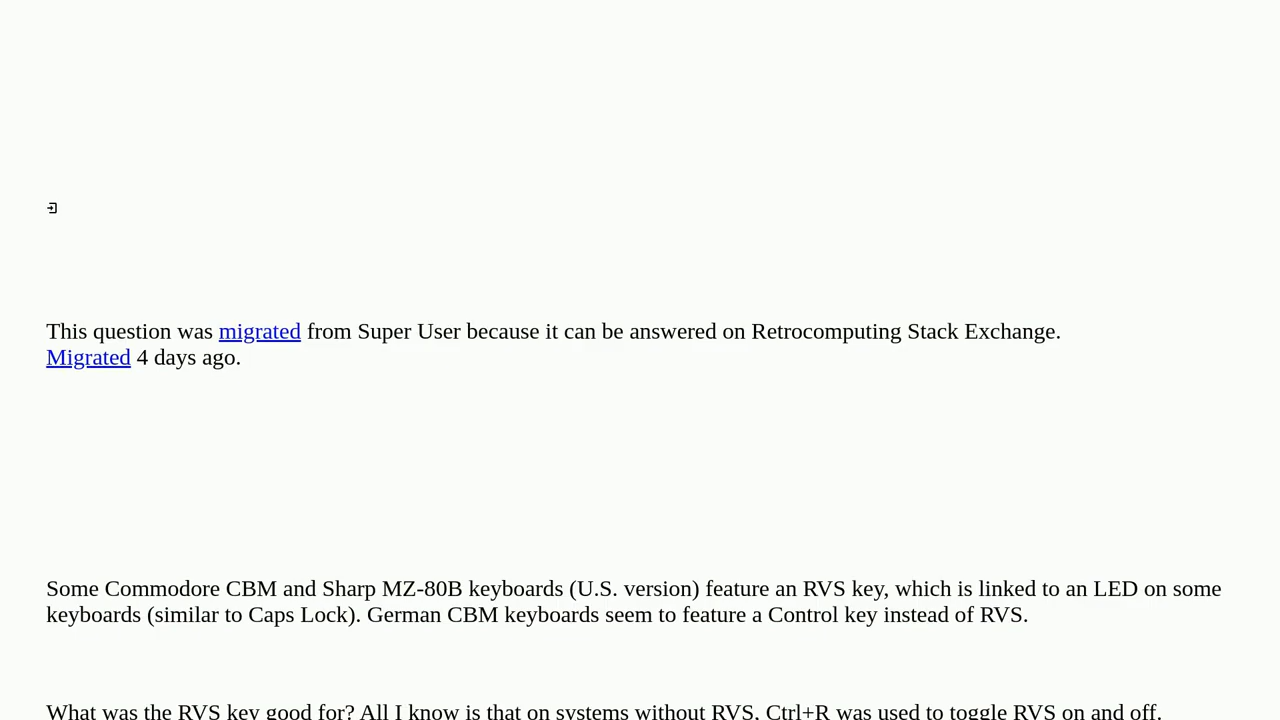 This question was migrated from Super User because it can be answered on Retrocomputing Stack Exchange.
Migrated 4 days ago.
Some Commodore CBM and Sharp MZ-80B keyboards (U.S. version) feature an RVS key, which is linked to an LED on some
keyboards (similar to Caps Lock). German CBM keyboards seem to feature a Control key instead of RVS.
What was the RVS key good for? All I know is that on systems without RVS, Ctrl+R was used to toggle RVS on and off.